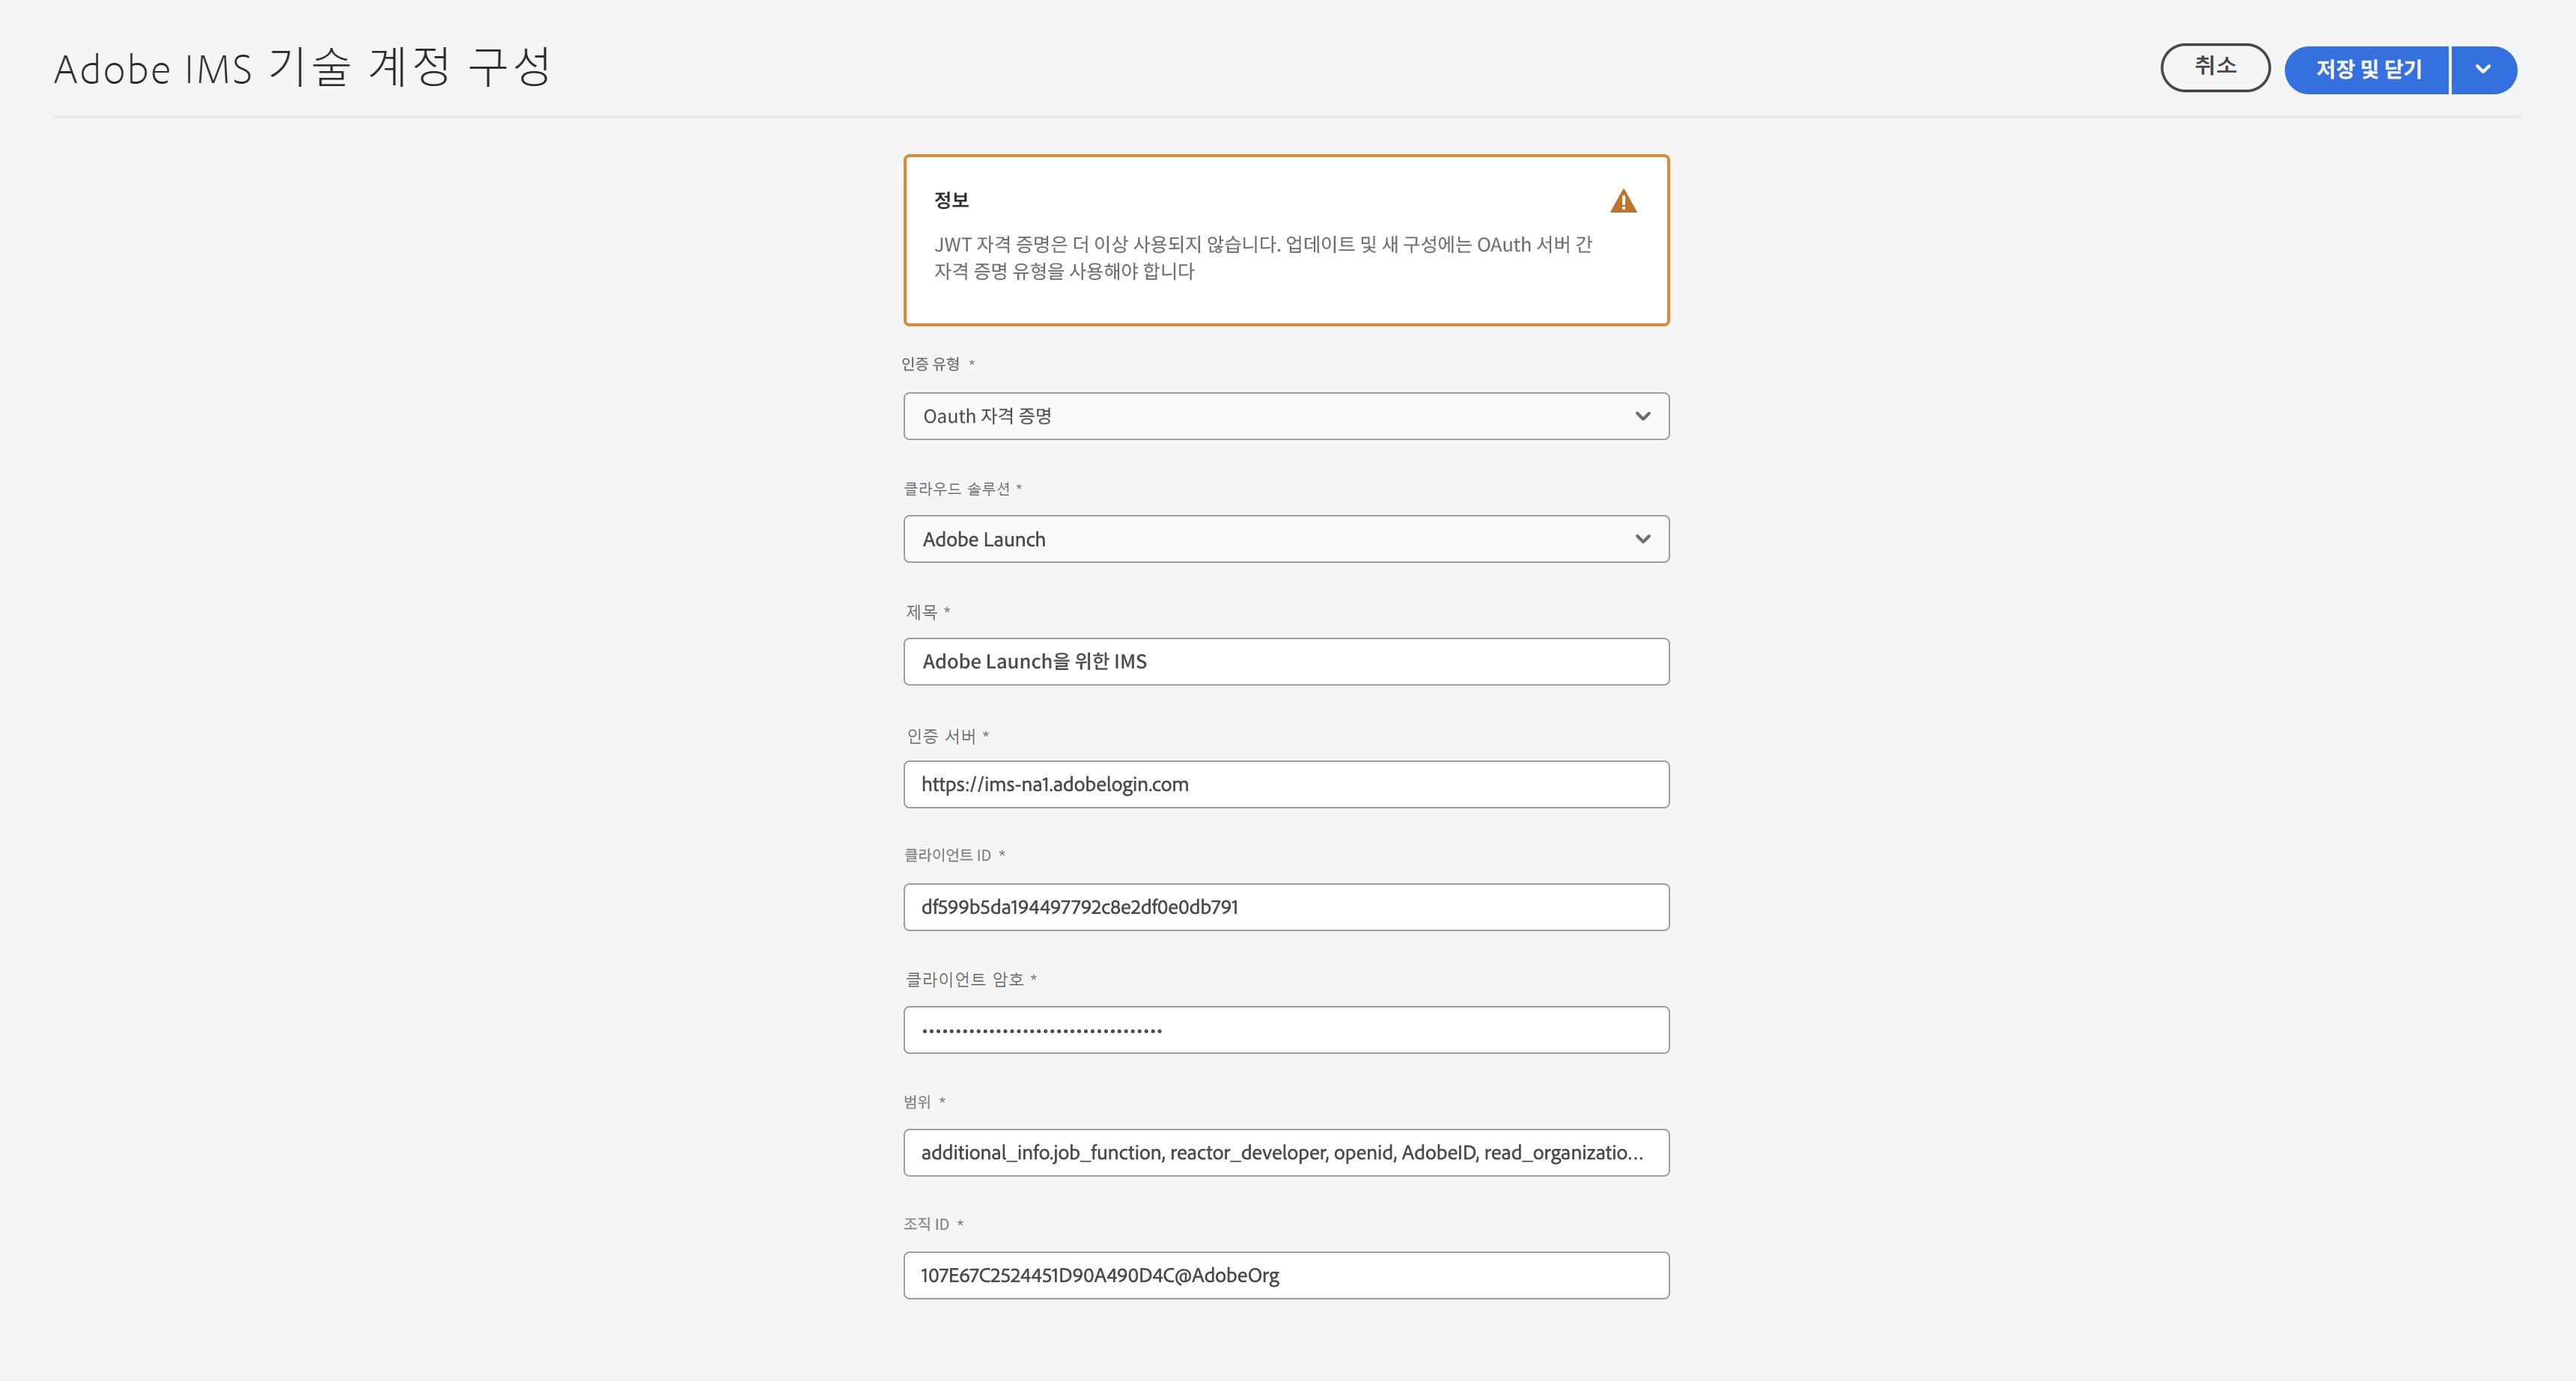 Adobe IMS 기술 계정 구성
취소
저장 및 닫기
정보
JWT 자격 증명은 더 이상 사용되지 않습니다. 업데이트 및 새 구성에는 OAuth 서버 간
자격 증명 유형을 사용해야 합니다
인증 유형 *
Oauth 자격 증명
클라우드 솔루션 *
Adobe Launch
제목 *
Adobe Launch을 위한 IMS
인증 서버 *
https://ims-na1.adobelogin.com
클라이언트 ID *
df599b5da194497792c8e2df0e0db791
클라이언트 암호 *
••••••••••••••••••••••••••••••••••••
범위 *
additional_info.job_function, reactor_developer, openid, AdobeID, read_organizatio...
조직 ID *
107E67C2524451D90A490D4C@AdobeOrg